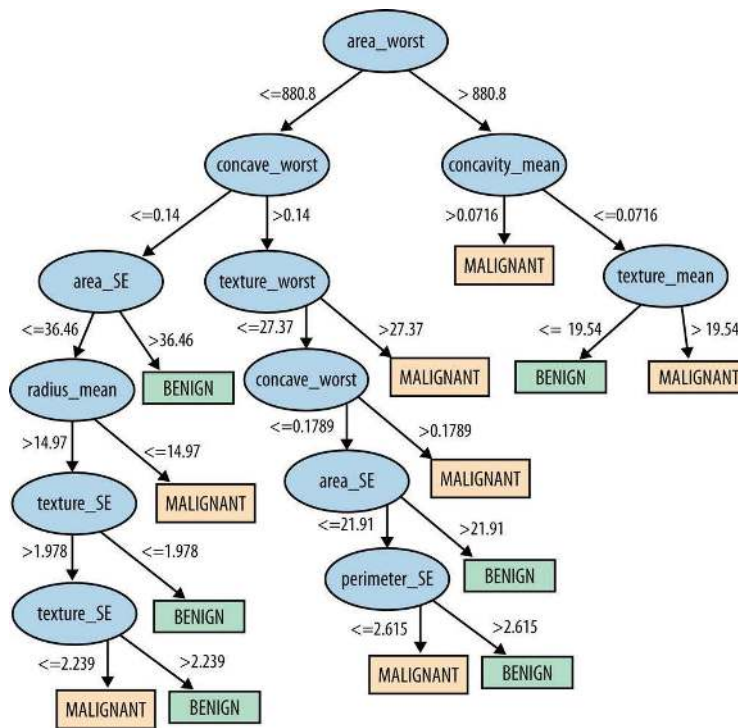 area_worst
<=880.8
> 880.8
concave_worst
concavity_mean
<=0.14
>0.14
>0.0716
<=0.0716
MALIGNANT
area_SE
texture_worst
texture_mean
<=36.46
>36.46
<=27.37
>27.37
<= 19.54
> 19.54
radius_mean
BENIGN
concave_worst
MALIGNANT
BENIGN
MALIGNANT
>14.97
<=14.97
<=0.1789
>0.1789
texture_SE
MALIGNANT
area_SE
MALIGNANT
>1.978
<=1.978
<=21.91
>21.91
texture_SE
BENIGN
perimeter_SE
BENIGN
<=2.239
>2.239
<=2.615
>2.615
MALIGNANT
BENIGN
MALIGNANT
BENIGN